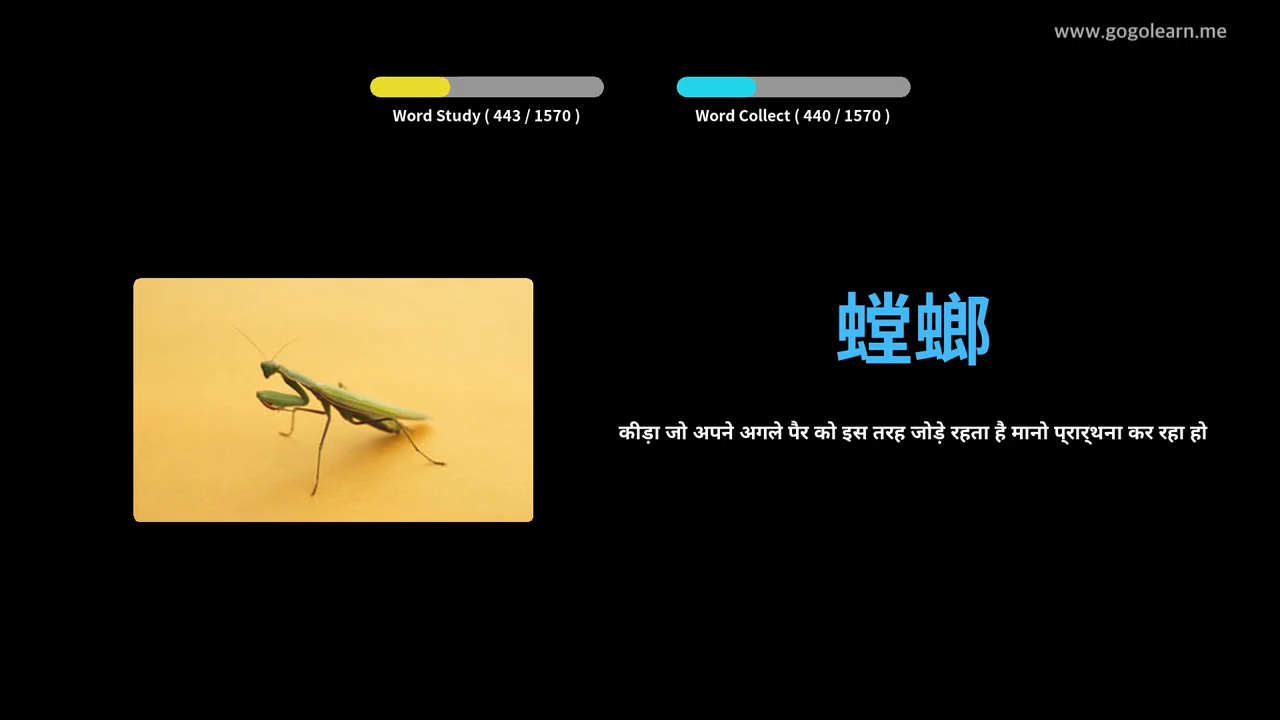 www.gogolearn.me
Word Study ( 443 / 1570 )
Word Collect ( 440 / 1570 )
螳螂
कीड़ा जो अपने अगले पैर को इस तरह जोड़े रहता है मानो प्रार्थना कर रहा हो